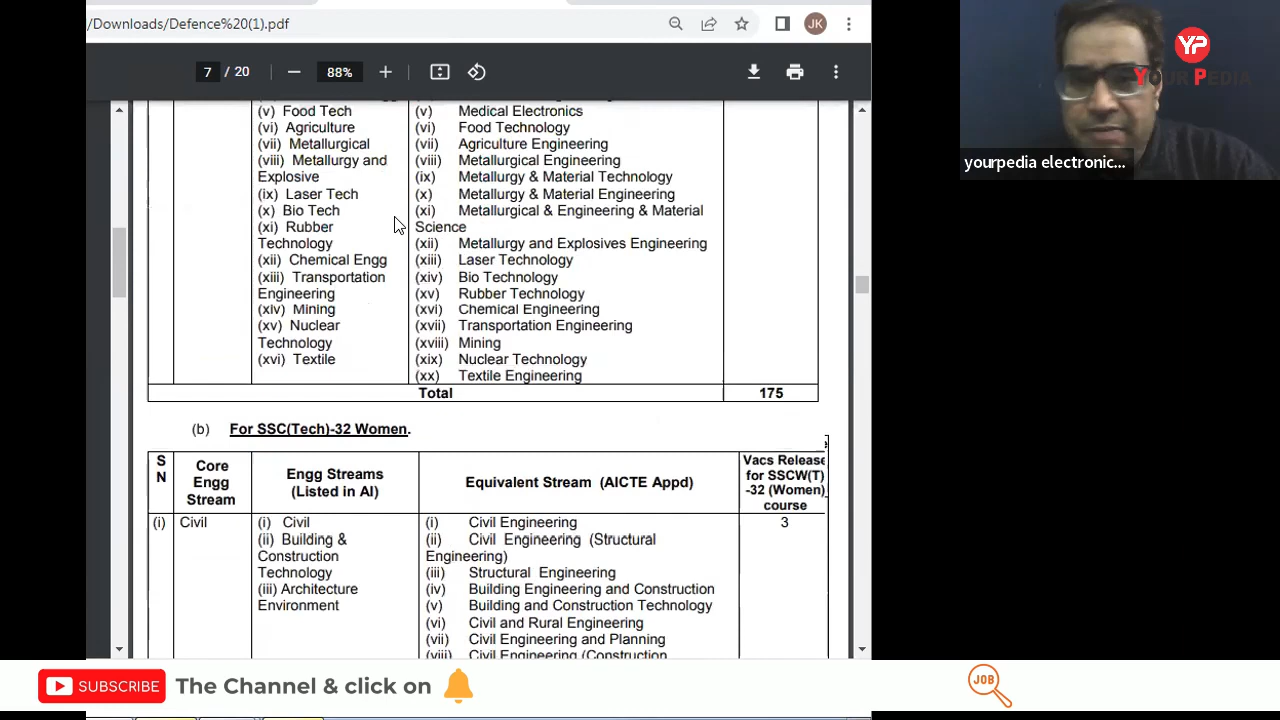 /Downloads/Defence%20(1).pdf
JK
7 / 20
88%
(v) Food Tech
(vi) Agriculture
(vii) Metallurgical
(viii) Metallurgy and
Explosive
(ix) Laser Tech
(x) Bio Tech
(xi) Rubber
Technology
(xii) Chemical Engg
(xiii) Transportation
Engineering
(xiv) Mining
(xv) Nuclear
Technology
(xvi) Textile
(v) Medical Electronics
(vi) Food Technology
(vii) Agriculture Engineering
(viii) Metallurgical Engineering
(ix) Metallurgy & Material Technology
(x) Metallurgy & Material Engineering
(xi) Metallurgical & Engineering & Material
Science
(xii) Metallurgy and Explosives Engineering
(xiii) Laser Technology
(xiv) Bio Technology
(xv) Rubber Technology
(xvi) Chemical Engineering
(xvii) Transportation Engineering
(xviii) Mining
(xix) Nuclear Technology
(xx) Textile Engineering
Total 175
(b) For SSC(Tech)-32 Women.
S
N
Core
Engg
Stream
Engg Streams
(Listed in AI)
Equivalent Stream (AICTE Appd)
Vacs Release
for SSCW(T)
-32 (Women)
course
(i) Civil
(i) Civil
(ii) Building &
Construction
Technology
(iii) Architecture
Environment
(i) Civil Engineering
(ii) Civil Engineering (Structural
Engineering)
(iii) Structural Engineering
(iv) Building Engineering and Construction
(v) Building and Construction Technology
(vi) Civil and Rural Engineering
(vii) Civil Engineering and Planning
(viii) Civil Engineering (Construction
3
YP
YOUR PEDIA
yourpedia electronic...
SUBSCRIBE
The Channel & click on
JOB